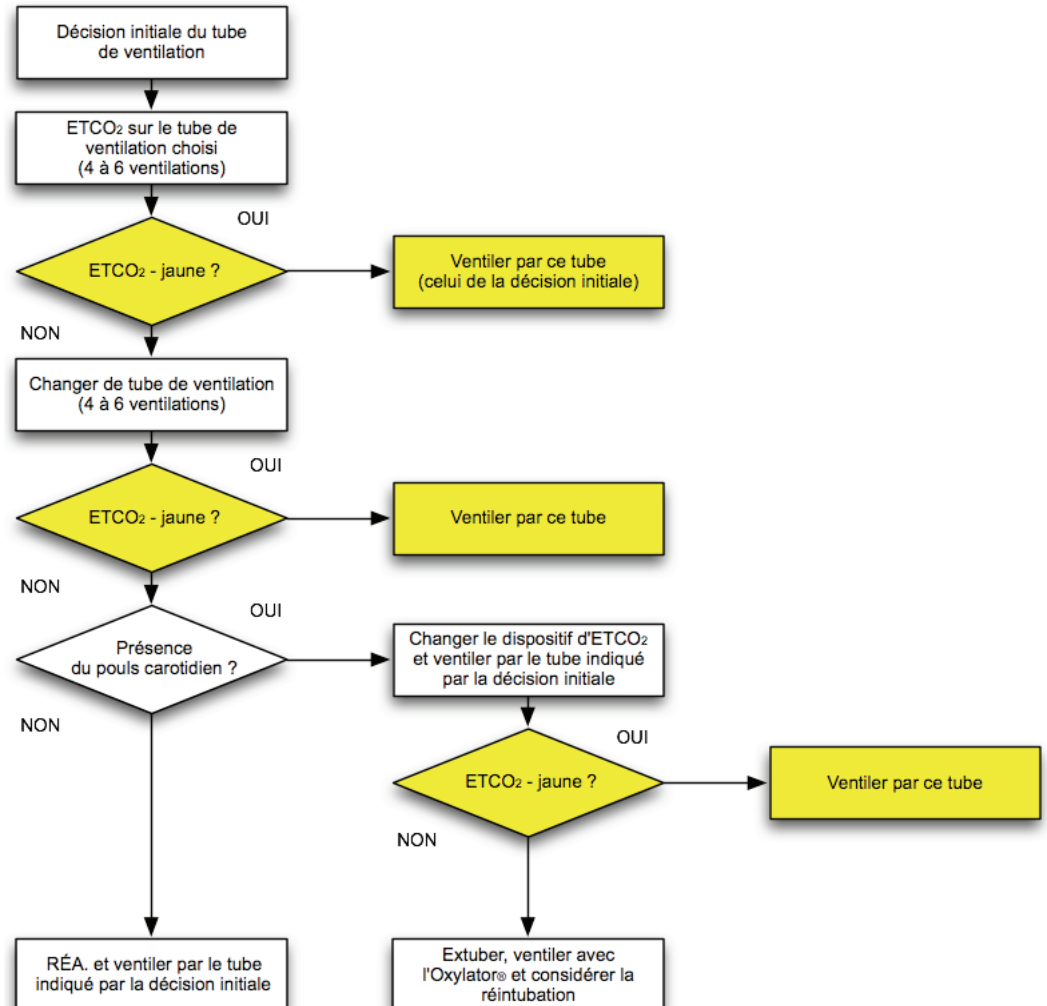 Décision initiale du tube
de ventilation
ETCO₂ sur le tube de
ventilation choisi
(4 à 6 ventilations)
OUI
ETCO₂ - jaune ?
Ventiler par ce tube
(celui de la décision initiale)
NON
Changer de tube de ventilation
(4 à 6 ventilations)
OUI
ETCO₂ - jaune ?
Ventiler par ce tube
NON
OUI
Présence
du pouls carotidien ?
Changer le dispositif d'ETCO₂
et ventiler par le tube indiqué
par la décision initiale
NON
OUI
ETCO₂ - jaune ?
Ventiler par ce tube
NON
RÉA. et ventiler par le tube
indiqué par la décision initiale
Extuber, ventiler avec
l'Oxylator® et considérer la
réintubation